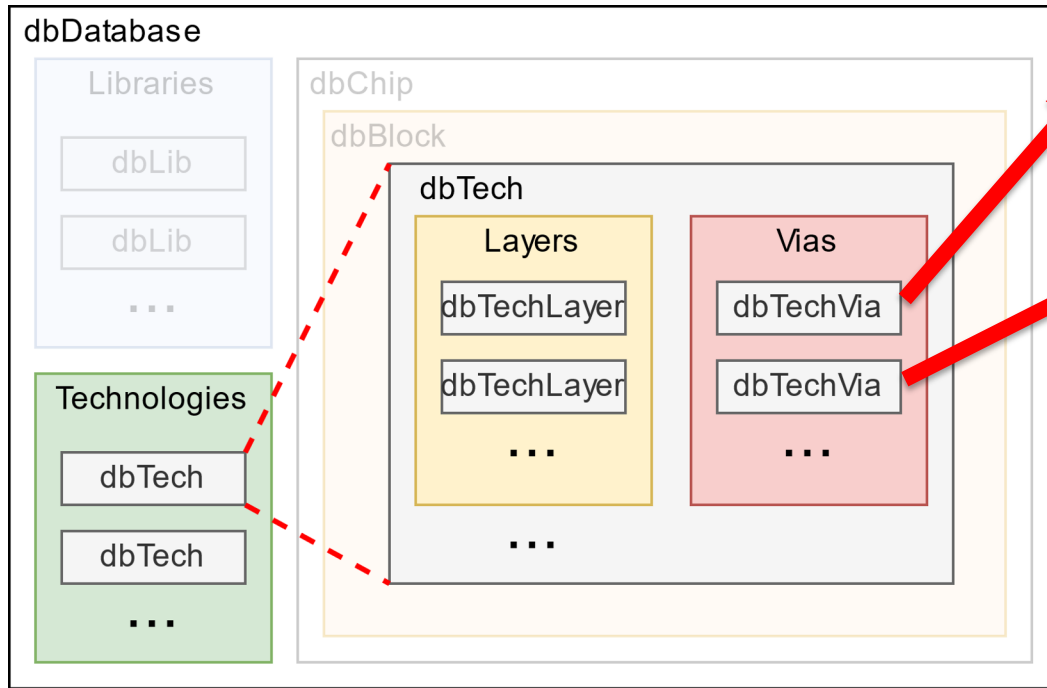 dbDatabase
Libraries
dbLib
dbLib
...
Technologies
dbTech
dbTech
...
dbChip
dbBlock
dbTech
Layers
dbTechLayer
dbTechLayer
...
Vias
dbTechVia
dbTechVia
...
...